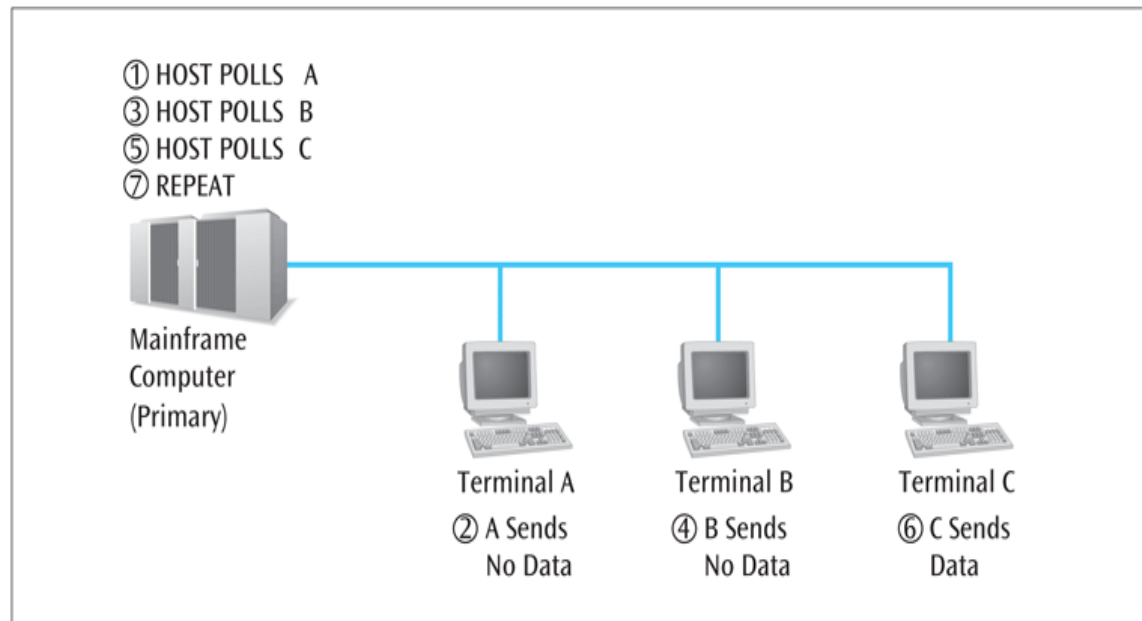 ① HOST POLLS A
③ HOST POLLS B
⑤ HOST POLLS C
⑦ REPEAT
Mainframe
Computer
(Primary)
Terminal A
② A Sends
No Data
Terminal B
④ B Sends
No Data
Terminal C
⑥ C Sends
Data